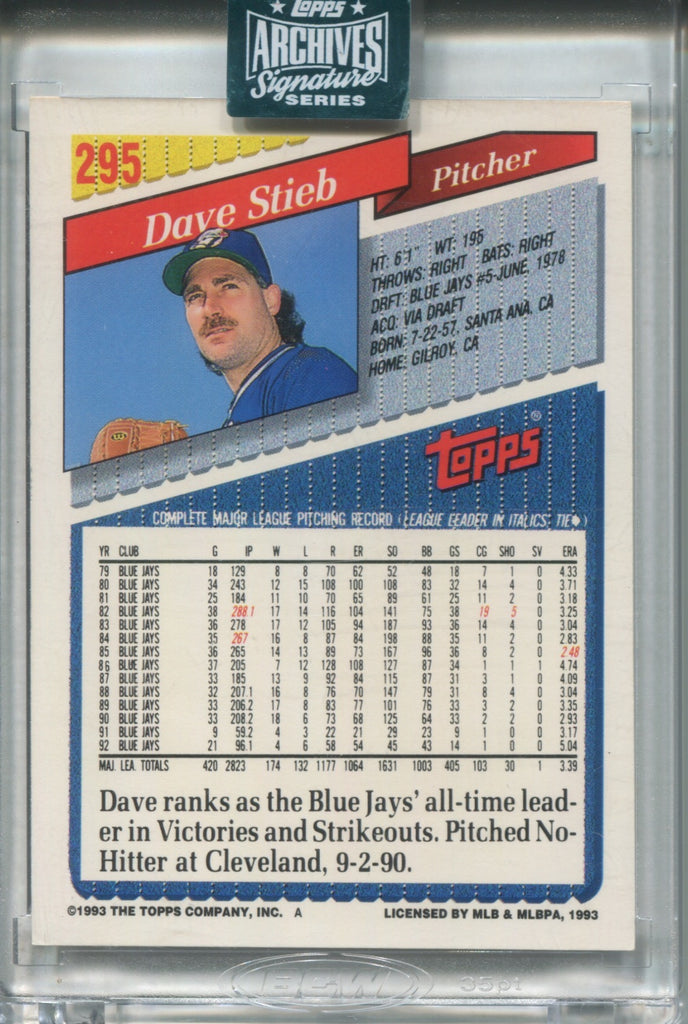 TOPPS
ARCHIVES
Signature
SERIES
295
Dave Stieb
Pitcher
HT: 6'1" WT: 195
THROWS: RIGHT BATS: RIGHT
DRFT: BLUE JAYS #5-JUNE, 1978
ACQ: VIA DRAFT
BORN: 7-22-57, SANTA ANA, CA
HOME: GILROY, CA
TOPPS ®
COMPLETE MAJOR LEAGUE PITCHING RECORD (LEAGUE LEADER IN ITALICS, TIE◆)
YR CLUB G IP W L R ER SO BB GS CG SHO SV ERA
79 BLUE JAYS 18 129 8 8 70 62 52 48 18 7 1 0 4.33
80 BLUE JAYS 34 243 12 15 108 100 108 83 32 14 4 0 3.71
81 BLUE JAYS 25 184 11 10 70 65 89 61 25 11 2 0 3.18
82 BLUE JAYS 38 288.1 17 14 116 104 141 75 38 19 5 0 3.25
83 BLUE JAYS 36 278 17 12 105 94 187 93 36 14 4 0 3.04
84 BLUE JAYS 35 267 16 8 87 84 198 88 35 11 2 0 2.83
85 BLUE JAYS 36 265 14 13 89 73 167 96 36 8 2 0 2.48
86 BLUE JAYS 37 205 7 12 128 108 127 87 34 1 1 1 4.74
87 BLUE JAYS 33 185 13 9 92 84 115 87 31 3 1 0 4.09
88 BLUE JAYS 32 207.1 16 8 76 70 147 79 31 8 4 0 3.04
89 BLUE JAYS 33 206.2 17 8 83 77 101 76 33 3 2 0 3.35
90 BLUE JAYS 33 208.2 18 6 73 68 125 64 33 2 2 0 2.93
91 BLUE JAYS 9 59.2 4 3 22 21 29 23 9 1 0 0 3.17
92 BLUE JAYS 21 96.1 4 6 58 54 45 43 14 1 0 0 5.04
MAJ. LEA. TOTALS 420 2823 174 132 1177 1064 1631 1003 405 103 30 1 3.39
Dave ranks as the Blue Jays' all-time lead-
er in Victories and Strikeouts. Pitched No-
Hitter at Cleveland, 9-2-90.
©1993 THE TOPPS COMPANY, INC. A LICENSED BY MLB & MLBPA, 1993
BCW 35pt